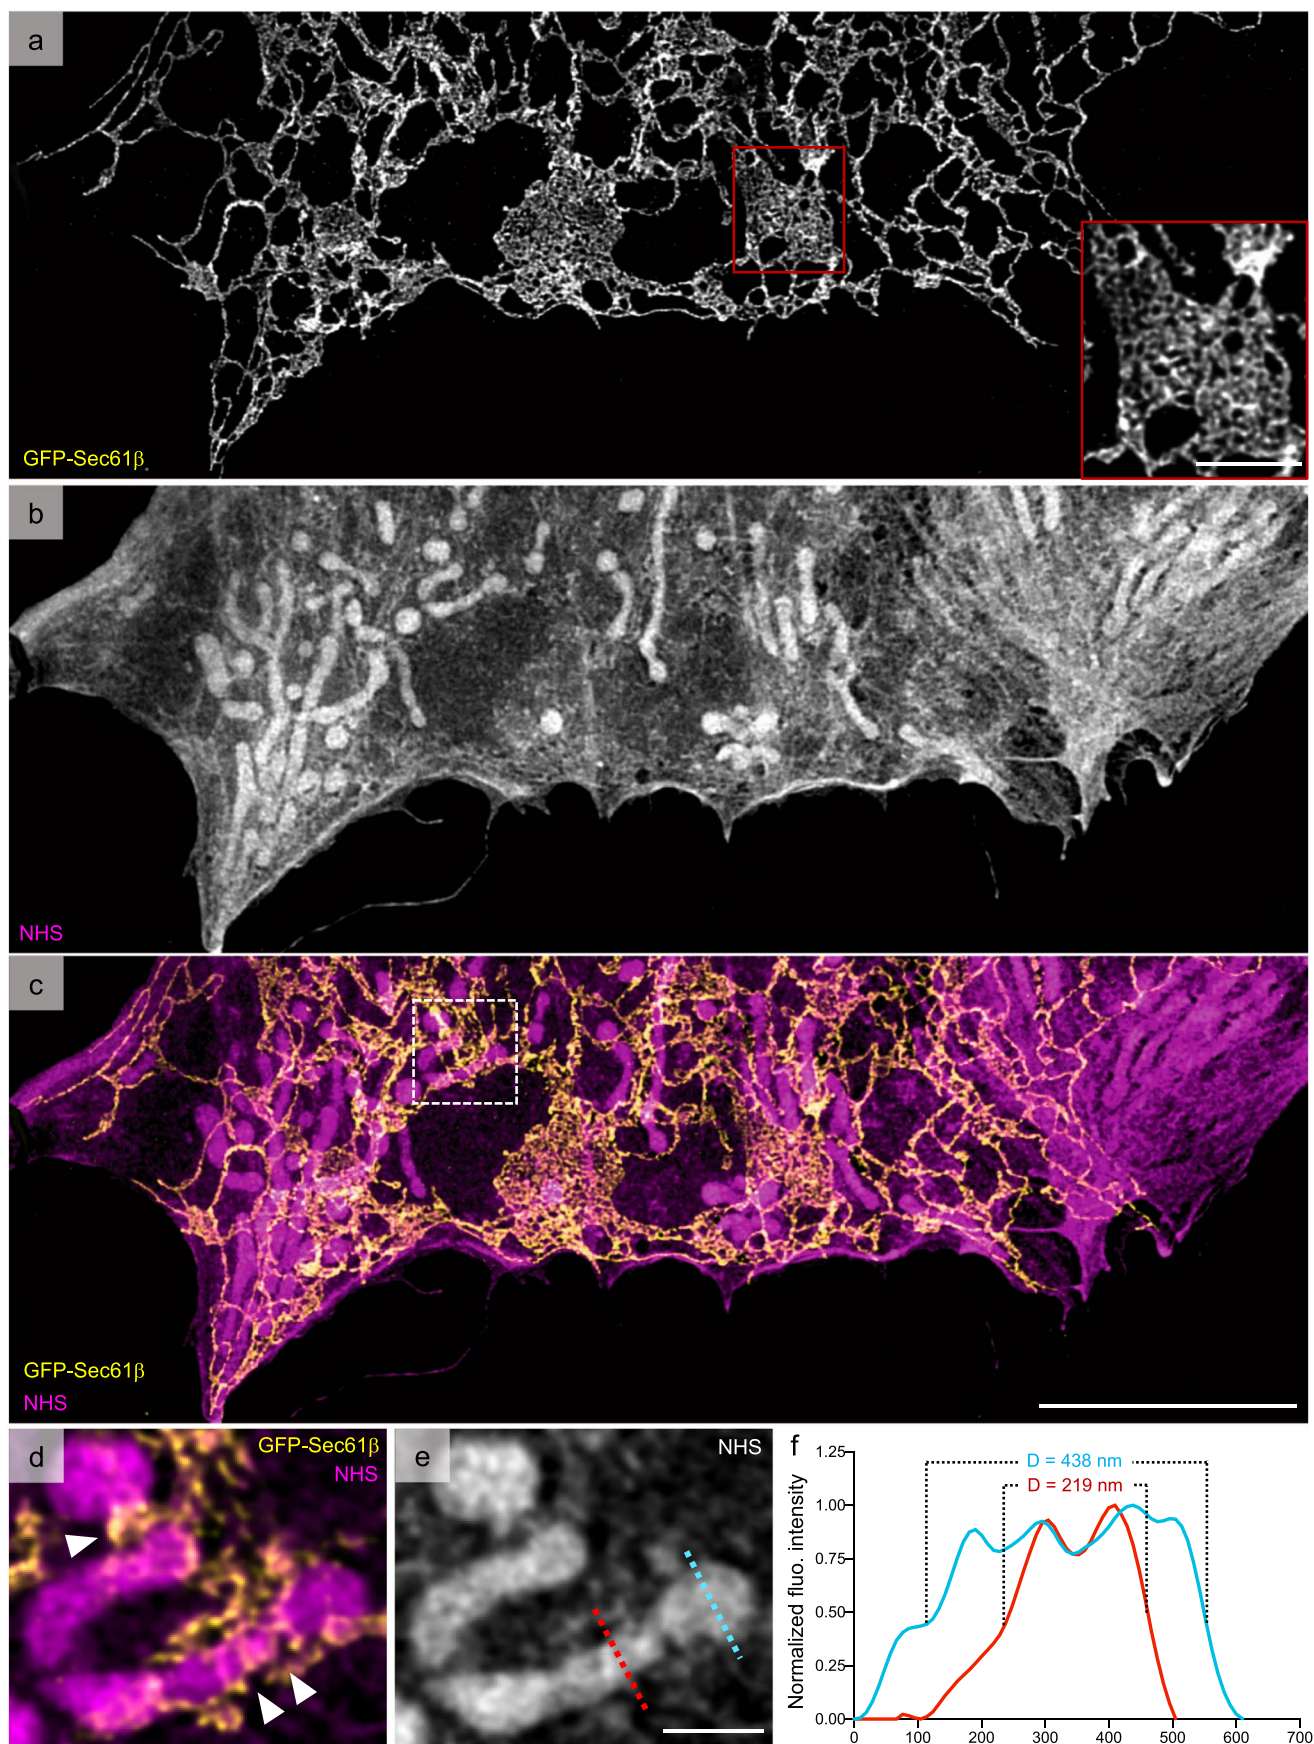 a
GFP-Sec61β
b
NHS
c
GFP-Sec61β
NHS
d
GFP-Sec61β
NHS
e
NHS
f
Normalized fluo. intensity
1.25
1.00
0.75
0.50
0.25
0.00
D = 438 nm
D = 219 nm
0 100 200 300 400 500 600 700